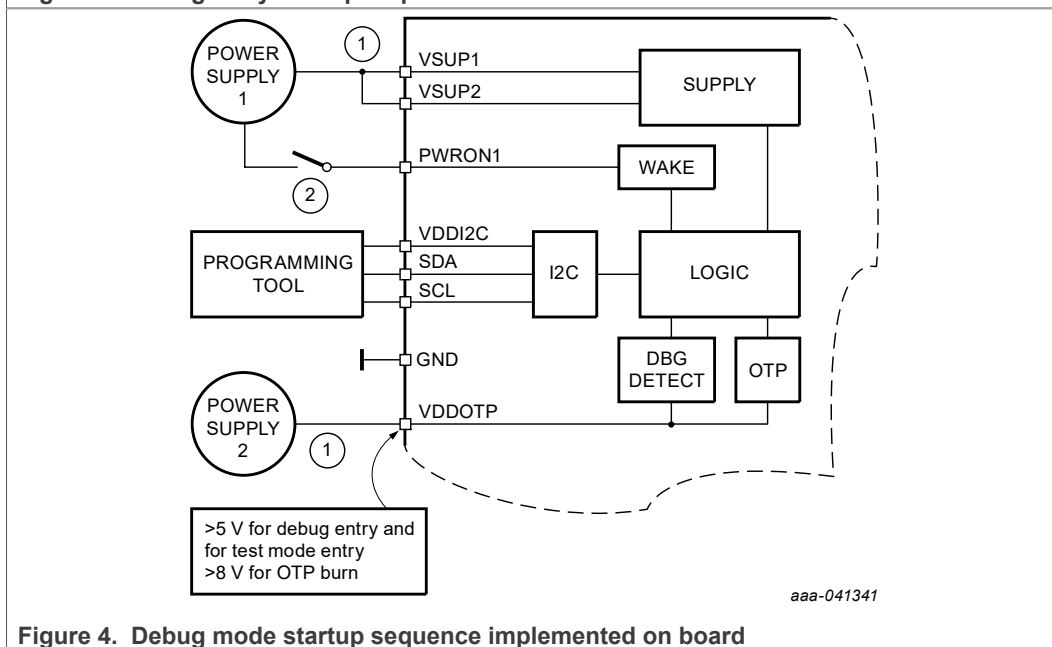 1
POWER
SUPPLY
1
VSUP1
VSUP2
SUPPLY
PWRON1
WAKE
2
PROGRAMMING
TOOL
VDDI2C
SDA
SCL
I2C
LOGIC
GND
DBG
DETECT
OTP
POWER
SUPPLY
2
VDDOTP
1
>5 V for debug entry and
for test mode entry
>8 V for OTP burn
aaa-041341
Figure 4. Debug mode startup sequence implemented on board